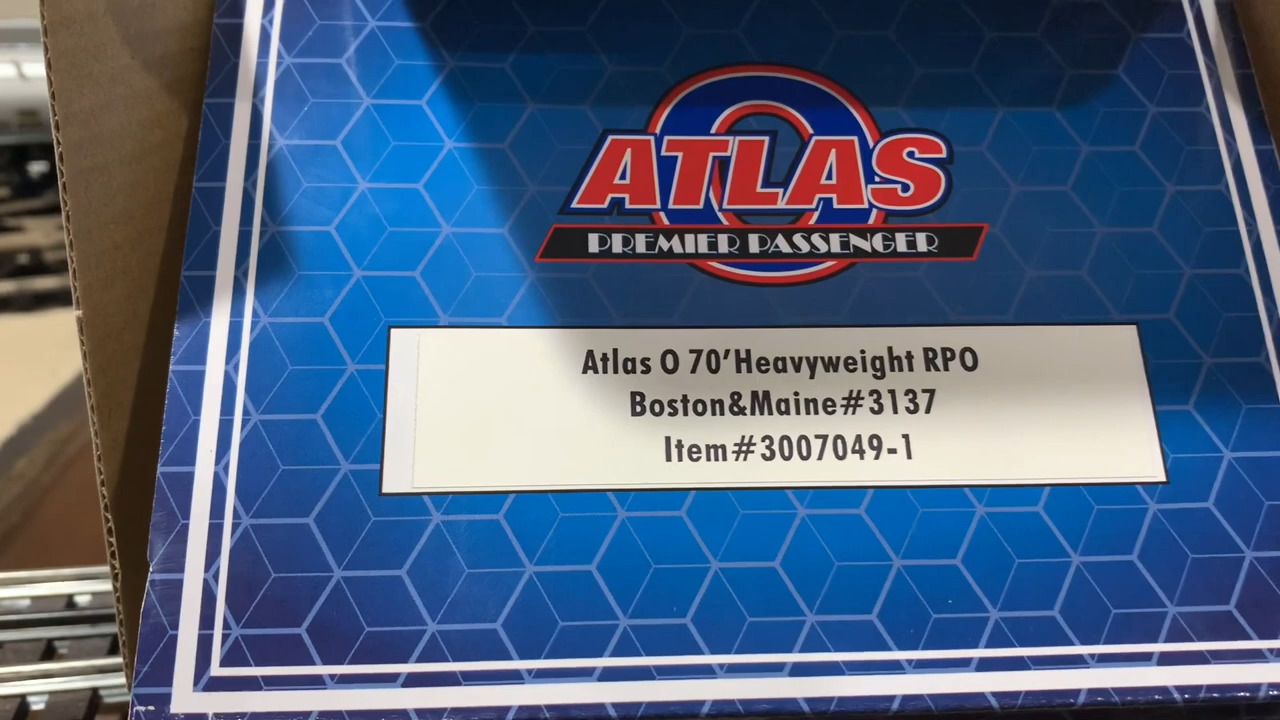 ATLAS
PREMIER PASSENGER
Atlas O 70'Heavyweight RPO
Boston&Maine#3137
Item#3007049-1